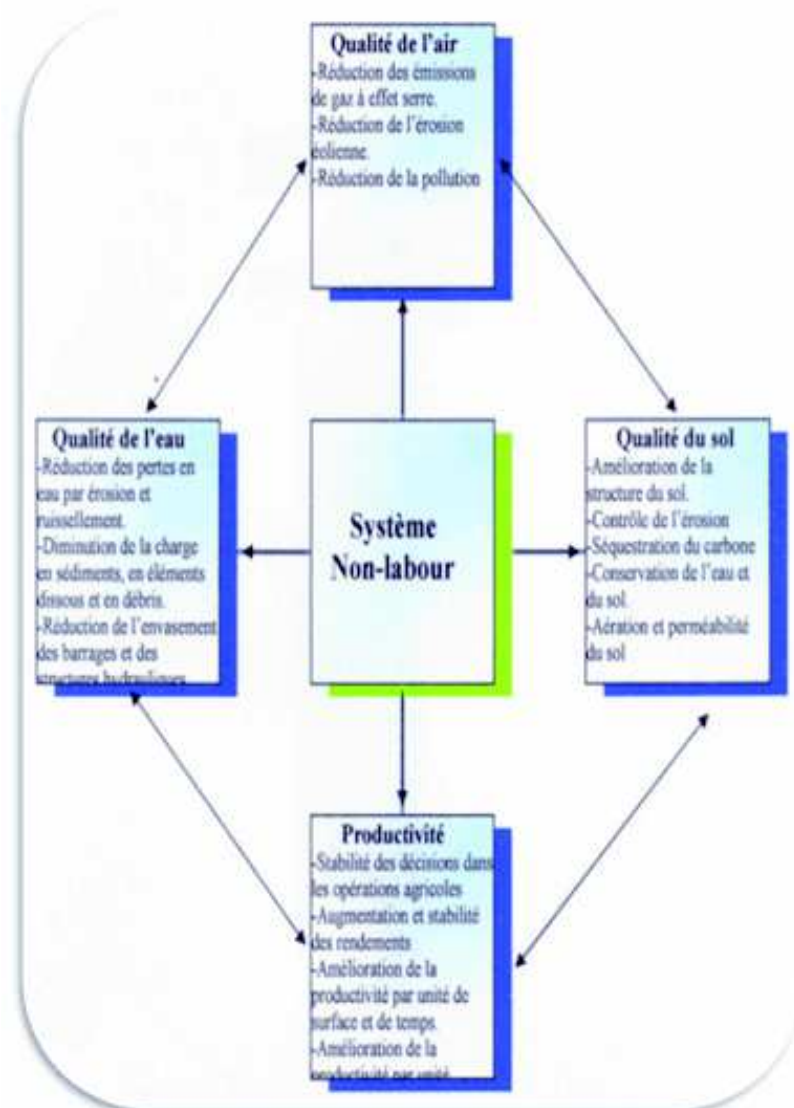 Qualité de l'air
-Réduction des émissions
de gaz à effet serre.
-Réduction de l'érosion
éolienne.
-Réduction de la pollution
Qualité de l'eau
-Réduction des pertes en
eau par érosion et
ruissellement.
-Diminution de la charge
en sédiments, en éléments
dissous et en débris.
-Réduction de l'envasement
des barrages et des
structures hydrauliques
Système
Non-labour
Qualité du sol
-Amélioration de la
structure du sol.
-Contrôle de l'érosion
-Séquestration du carbone
-Conservation de l'eau et
du sol.
-Aération et perméabilité
du sol
Productivité
-Stabilité des décisions dans
les opérations agricoles
-Augmentation et stabilité
des rendements
-Amélioration de la
productivité par unité de
surface et de temps.
-Amélioration de la
productivité par unité